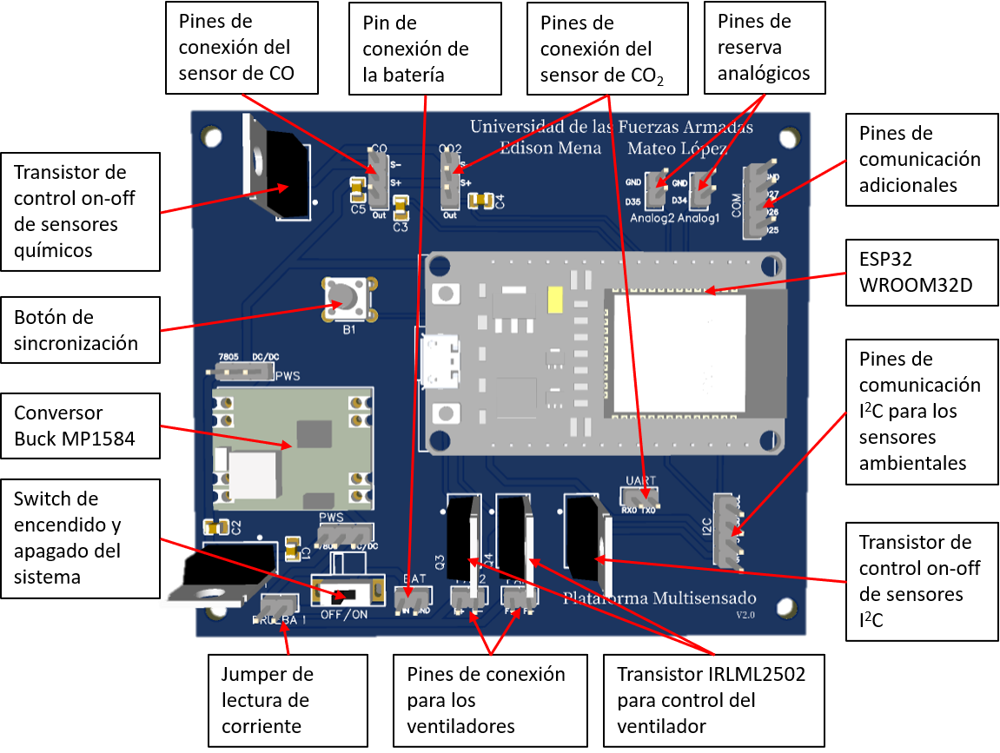 Pines de
conexión del
sensor de CO
Pin de
conexión de
la batería
Pines de
conexión del
sensor de CO₂
Pines de
reserva
analógicos
Pines de
comunicación
adicionales
Transistor de
control on-off
de sensores
químicos
ESP32
WROOM32D
Botón de
sincronización
Pines de
comunicación
I²C para los
sensores
ambientales
Conversor
Buck MP1584
Switch de
encendido y
apagado del
sistema
Transistor de
control on-off
de sensores
I²C
Jumper de
lectura de
corriente
Pines de conexión
para los
ventiladores
Transistor IRLML2502
para control del
ventilador
Universidad de las Fuerzas Armadas
Edison Mena Mateo López
S-
S+
Out
C5
C3
S+
Out
C4
GND
D35
Analog2
GND
D34
Analog1
COM
B1
7805 DC/DC
PWS
C2
C1
PWS
OFF/ON
PRUEBA 1
BAT
Q3
Q4
UART
RX0 TX0
I2C
Plataforma Multisensado
V2.0